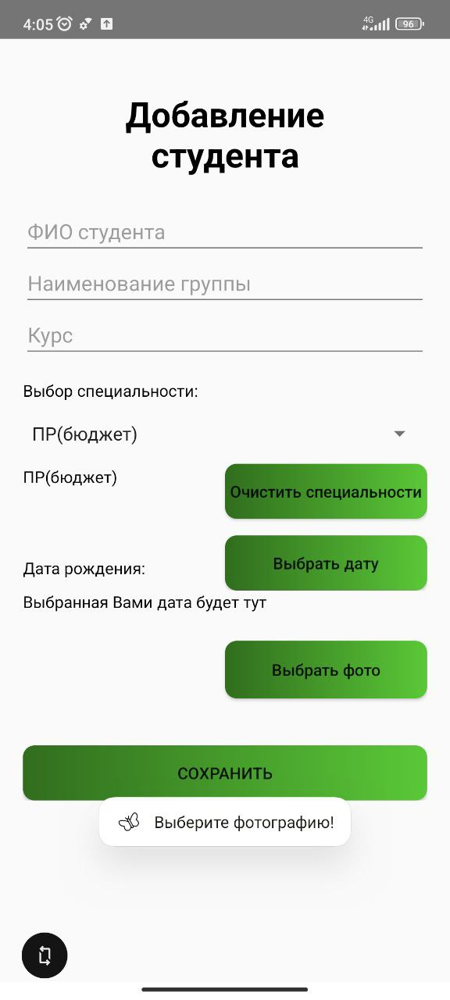 4:05
4G
96
Добавление
студента
ФИО студента
Наименование группы
Курс
Выбор специальности:
ПР(бюджет)
ПР(бюджет)
Очистить специальности
Дата рождения:
Выбрать дату
Выбранная Вами дата будет тут
Выбрать фото
СОХРАНИТЬ
Выберите фотографию!